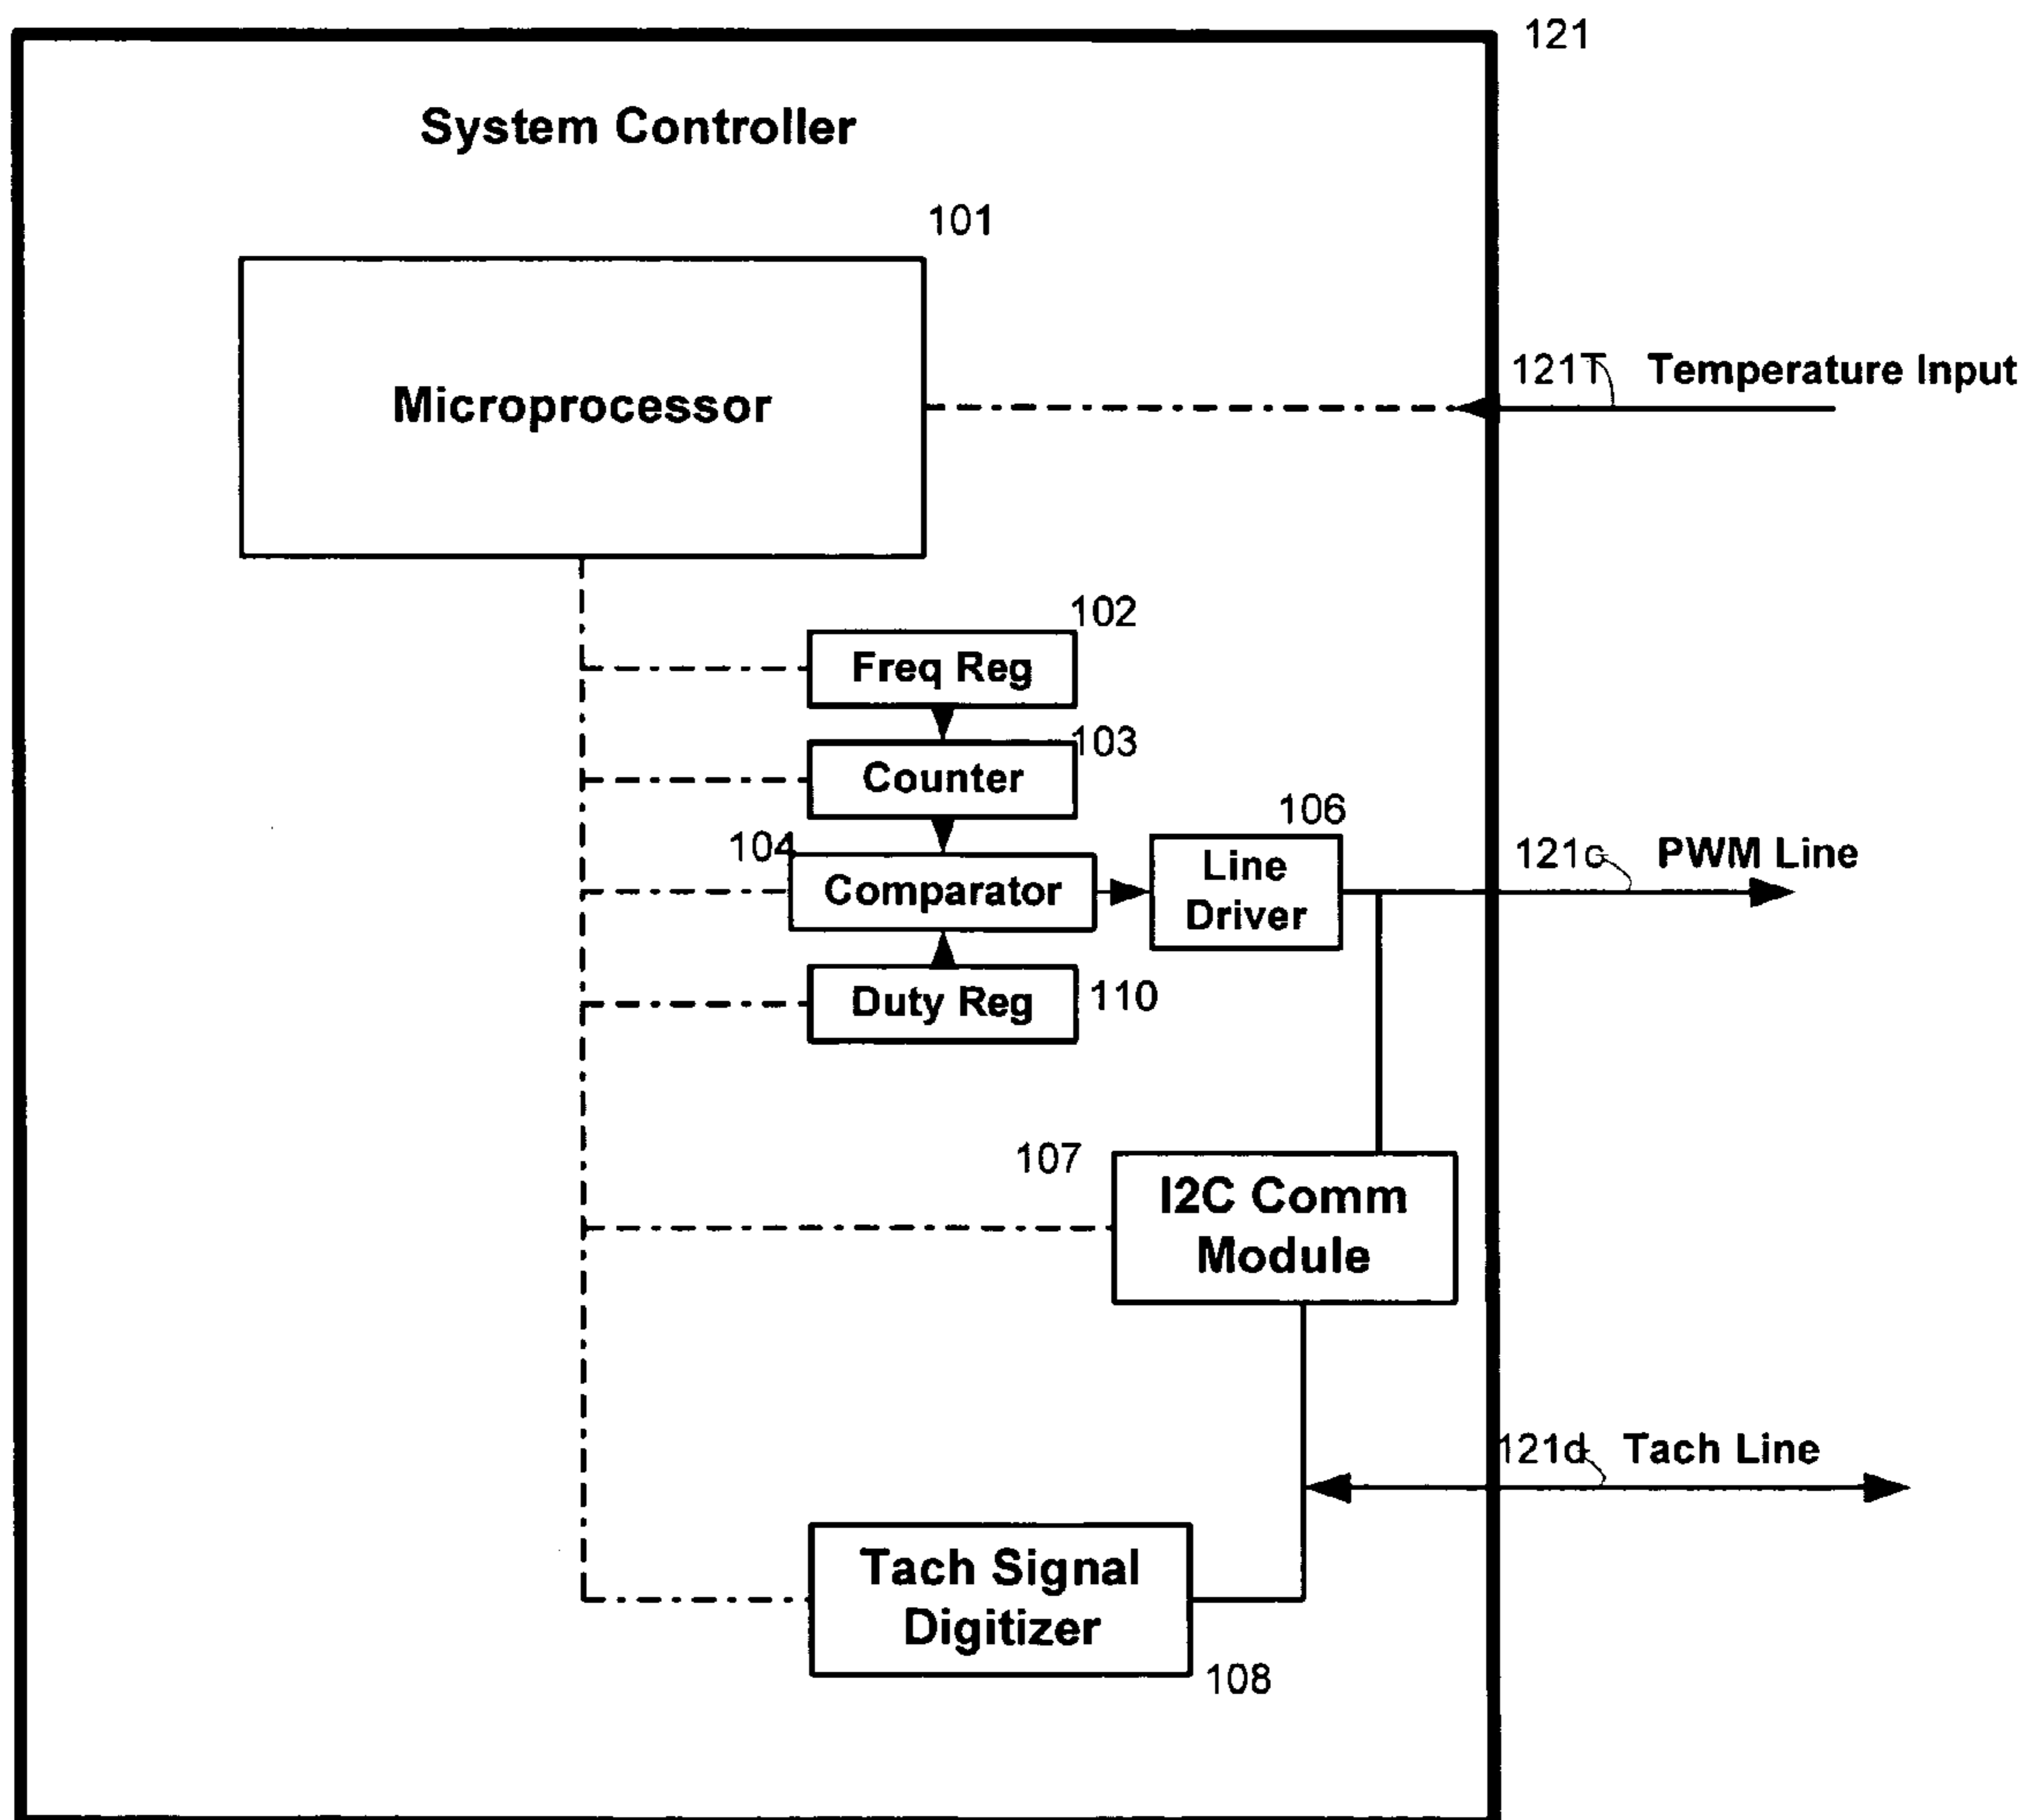 121
System Controller
101
Microprocessor
121T Temperature Input
102
Freq Reg
103
Counter
104
Comparator
106
Line
Driver
121c PWM Line
Duty Reg
110
107
I2C Comm
Module
121d Tach Line
Tach Signal
Digitizer
108